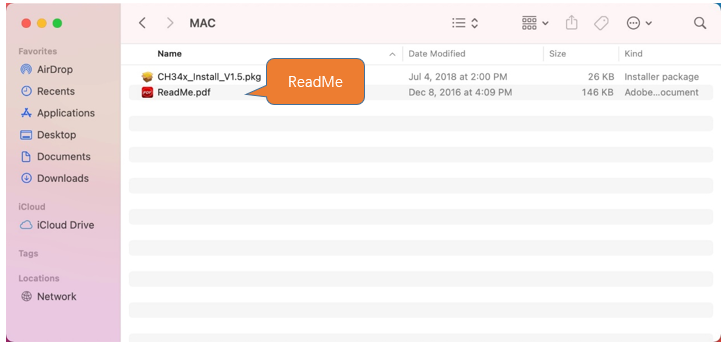 MAC
Favorites
AirDrop
Recents
Applications
Desktop
Documents
Downloads
iCloud
iCloud Drive
Tags
Locations
Network
Name Date Modified Size Kind
CH34x_Install_V1.5.pkg Jul 4, 2018 at 2:00 PM 26 KB Installer package
ReadMe.pdf Dec 8, 2016 at 4:09 PM 146 KB Adobe...ocument
ReadMe
PDF